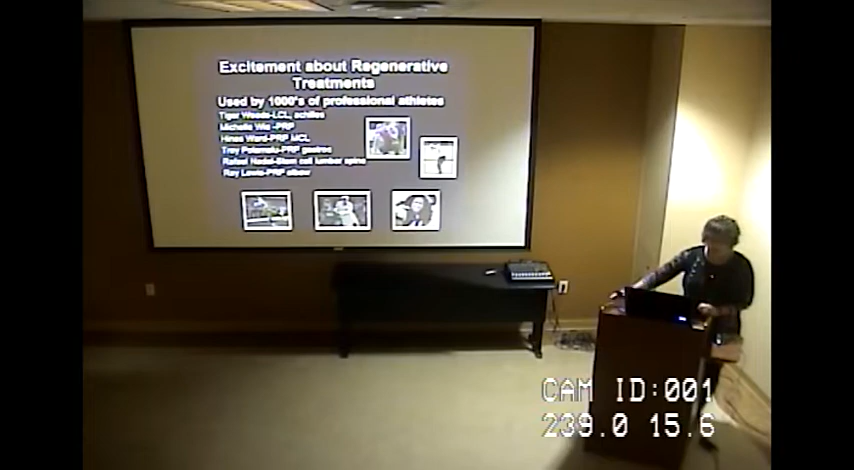 Excitement about Regenerative
Treatments
Used by 1000's of professional athletes
Tiger Woods-LCL, achilles
Michelle Wie -PRP
Hines Ward-PRP MCL
Troy Polamalu-PRP gastroc
Rafael Nadal-Stem cell lumbar spine
Ray Lewis-PRP elbow
CAM ID:001
239.0 15.6